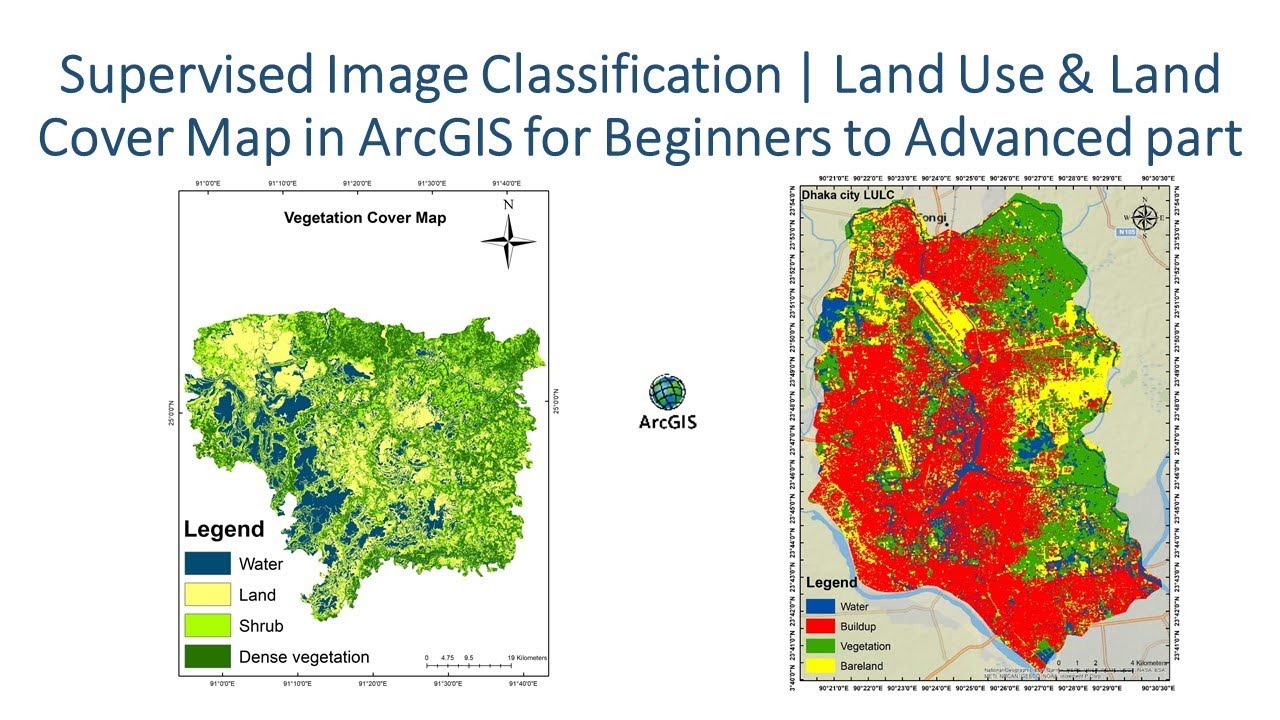 Supervised Image Classification | Land Use & Land
Cover Map in ArcGIS for Beginners to Advanced part
91°0'0"E 91°10'0"E 91°20'0"E 91°30'0"E 91°40'0"E
Vegetation Cover Map
N
25°0'0"N
25°0'0"N
Legend
Water
Land
Shrub
Dense vegetation
0 4.75 9.5 19 Kilometers
91°0'0"E 91°10'0"E 91°20'0"E 91°30'0"E 91°40'0"E
ArcGIS
90°21'0"E 90°22'0"E 90°23'0"E 90°24'0"E 90°25'0"E 90°26'0"E 90°27'0"E 90°28'0"E 90°29'0"E 90°30'30"E
Dhaka city LULC
N
W E
S
N 105
23°54'0"N
23°53'0"N
23°52'0"N
23°51'0"N
23°50'0"N
23°49'0"N
23°48'0"N
23°47'0"N
23°46'0"N
23°45'0"N
23°44'0"N
23°43'0"N
23°42'0"N
23°41'0"N
Legend
Water
Buildup
Vegetation
Bareland
0 1 2 4 Kilometers
90°21'0"E 90°22'0"E 90°23'0"E 90°24'0"E 90°25'0"E 90°26'0"E 90°27'0"E 90°28'0"E 90°29'0"E 90°30'30"E